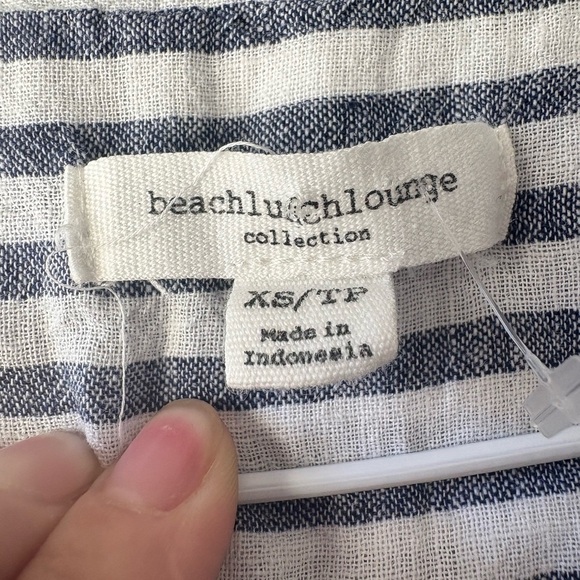 beachlunchlounge
collection
XS/TP
Made in
Indonesia